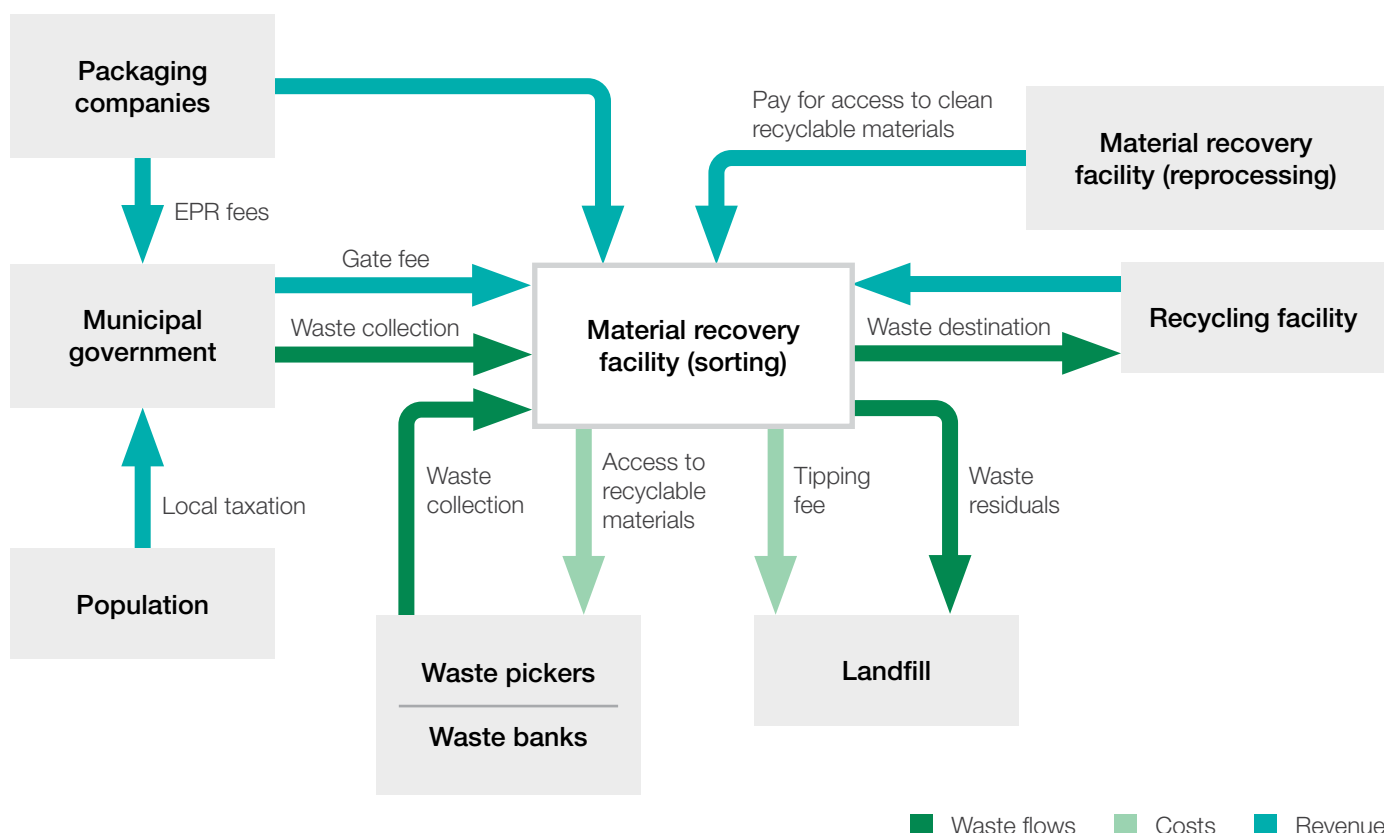 Packaging
companies
Pay for access to clean
recyclable materials
Material recovery
facility (reprocessing)
EPR fees
Gate fee
Municipal
government
Waste collection
Material recovery
facility (sorting)
Waste destination
Recycling facility
Waste
collection
Access to
recyclable
materials
Tipping
fee
Waste
residuals
Local taxation
Population
Waste pickers
Waste banks
Landfill
Waste flows
Costs
Revenue